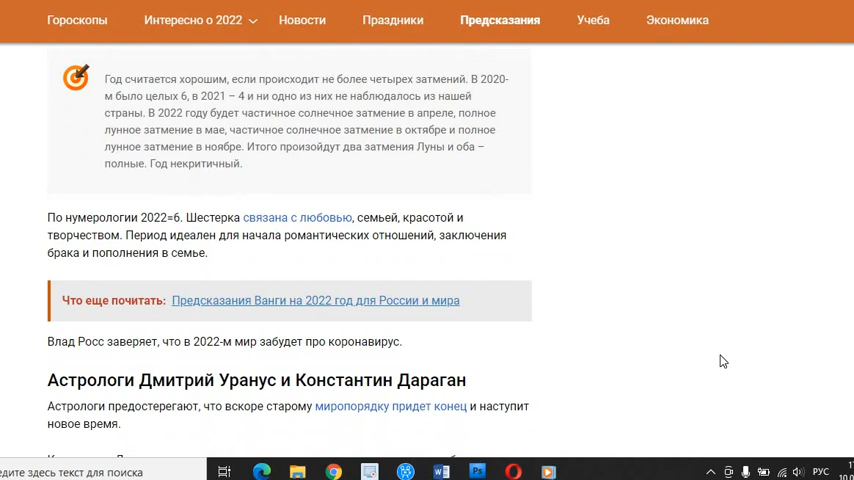 Гороскопы Интересно о 2022 Новости Праздники Предсказания Учеба Экономика
Год считается хорошим, если происходит не более четырех затмений. В 2020-
м было целых 6, в 2021 – 4 и ни одно из них не наблюдалось из нашей
страны. В 2022 году будет частичное солнечное затмение в апреле, полное
лунное затмение в мае, частичное солнечное затмение в октябре и полное
лунное затмение в ноябре. Итого произойдут два затмения Луны и оба –
полные. Год некритичный.
По нумерологии 2022=6. Шестерка связана с любовью, семьей, красотой и
творчеством. Период идеален для начала романтических отношений, заключения
брака и пополнения в семье.
Что еще почитать: Предсказания Ванги на 2022 год для России и мира
Влад Росс заверяет, что в 2022-м мир забудет про коронавирус.
Астрологи Дмитрий Уранус и Константин Дараган
Астрологи предостерегают, что вскоре старому миропорядку придет конец и наступит
новое время.
едите здесь текст для поиска
W Ps РУС